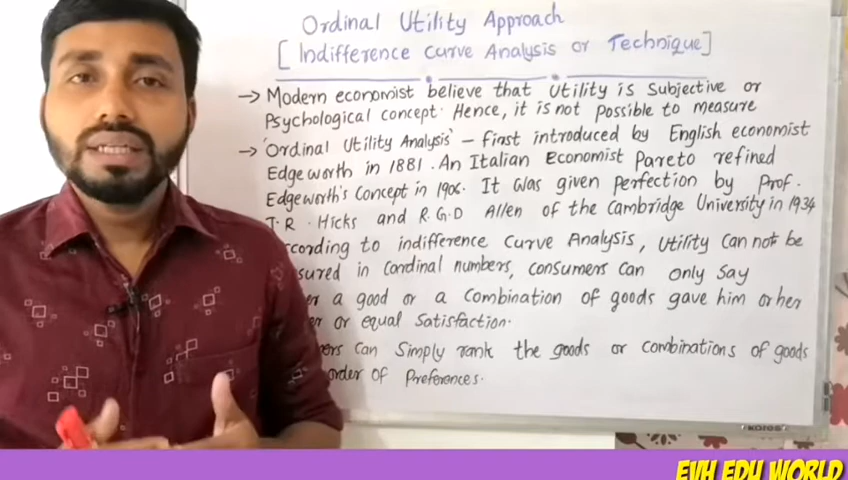 Ordinal Utility Approach
[Indifference curve Analysis or Technique]
→ Modern economist believe that Utility is Subjective or
Psychological concept. Hence, it is not possible to measure
→ 'Ordinal Utility Analysis' - first introduced by English economist
Edgeworth in 1881. An Italian Economist Pareto refined
Edgeworth's Concept in 1906. It was given perfection by Prof.
J.R. Hicks and R.G.D Allen of the Cambridge University in 1934
ccording to indifference Curve Analysis, Utility can not be
sured in Cardinal numbers, consumers can only say
er a good or a Combination of goods gave him or her
er or equal Satisfaction.
ers can Simply rank the goods or combinations of goods
order of Preferences.
KOROS
EVH EDU WORLD